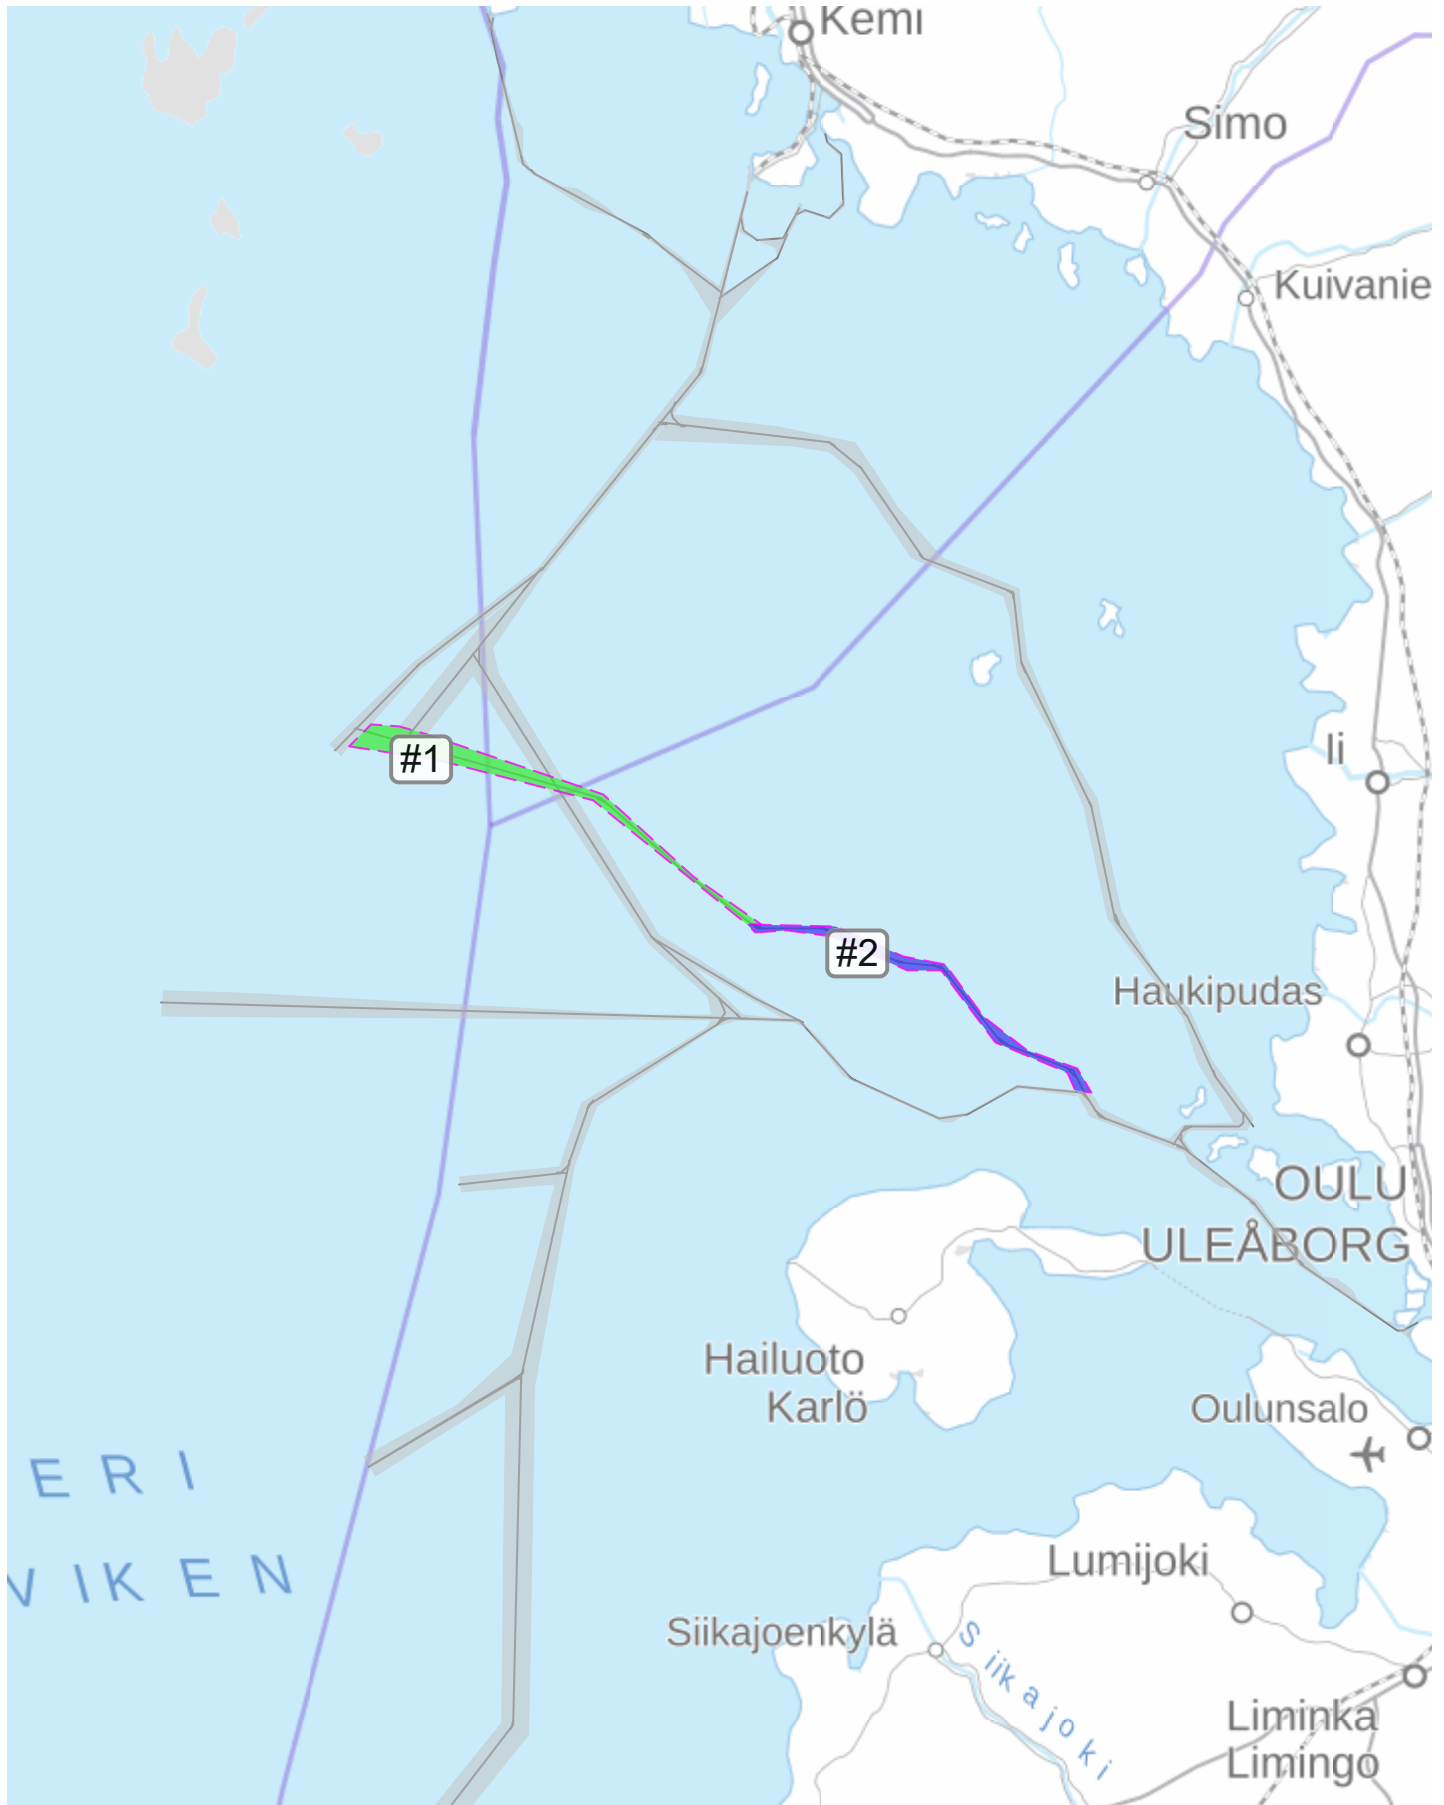 Kemi
Simo
Kuivanie
Ii
#1
#2
Haukipudas
OULU
ULEÅBORG
Hailuoto
Karlö
Oulunsalo
ERI
VIKEN
Lumijoki
Siikajoenkylä
Siikajoki
Liminka
Limingo